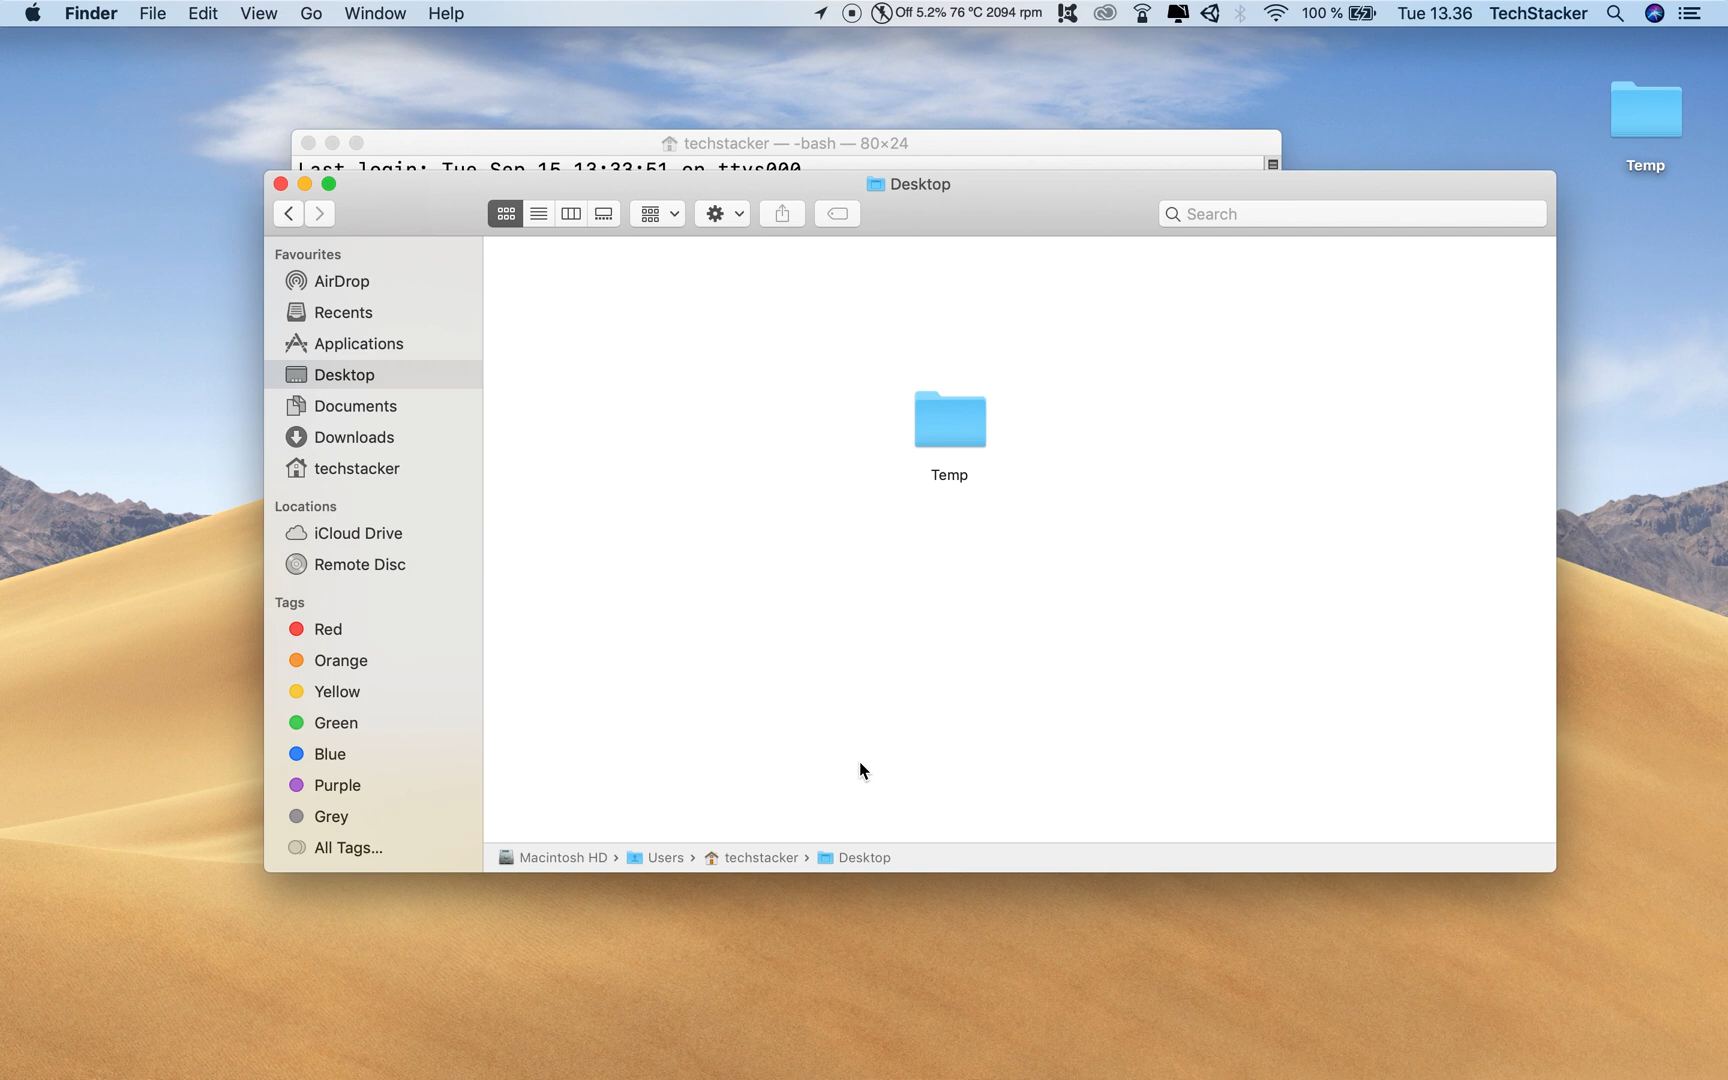 Finder File Edit View Go Window Help Off 5.2% 76 °C 2094 rpm 100 % Tue 13.36 TechStacker
Temp
techstacker — -bash — 80×24
Last login: Tue Sep 15 13:33:51 on ttys000
Desktop
Search
Favourites
AirDrop
Recents
Applications
Desktop
Documents
Downloads
techstacker
Locations
iCloud Drive
Remote Disc
Tags
Red
Orange
Yellow
Green
Blue
Purple
Grey
All Tags...
Temp
Macintosh HD › Users › techstacker › Desktop